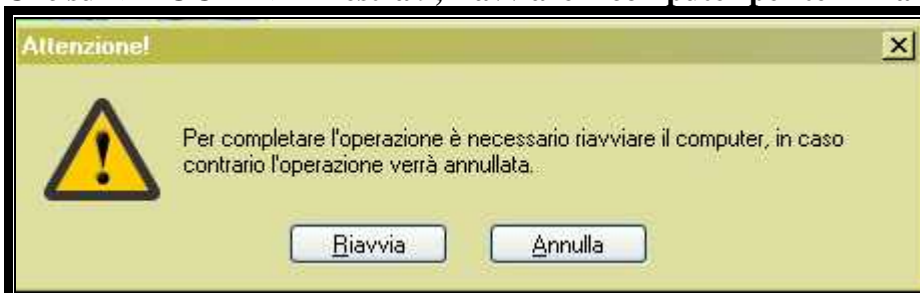 Attenzione!
Per completare l'operazione è necessario riavviare il computer, in caso
contrario l'operazione verrà annullata.
Riavvia Annulla